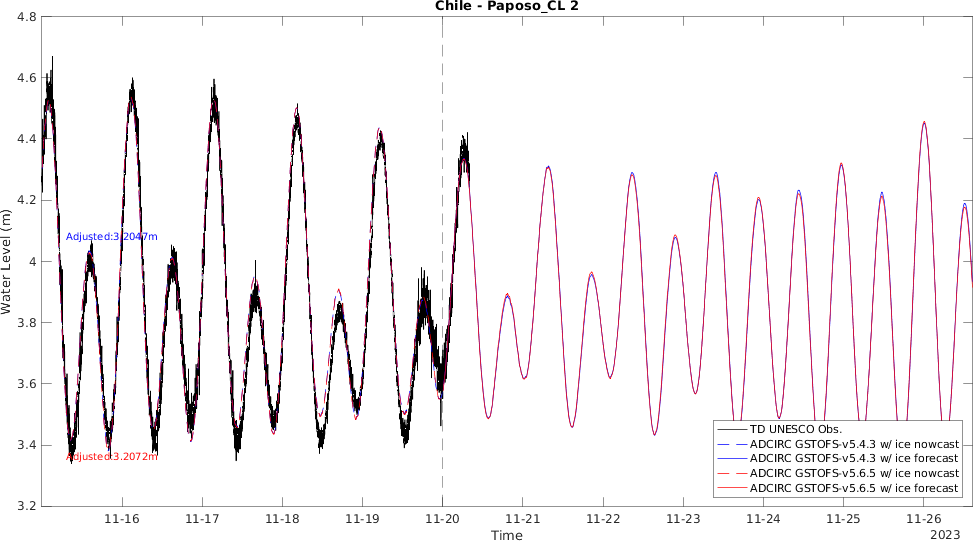 Chile - Paposo_CL 2
4.8
4.6
4.4
4.2
4
3.8
3.6
3.4
3.2
Water Level (m)
Adjusted:3.2047m
Adjusted:3.2072m
TD UNESCO Obs.
ADCIRC GSTOFS-v5.4.3 w/ ice nowcast
ADCIRC GSTOFS-v5.4.3 w/ ice forecast
ADCIRC GSTOFS-v5.6.5 w/ ice nowcast
ADCIRC GSTOFS-v5.6.5 w/ ice forecast
11-16 11-17 11-18 11-19 11-20 11-21 11-22 11-23 11-24 11-25 11-26
Time
2023